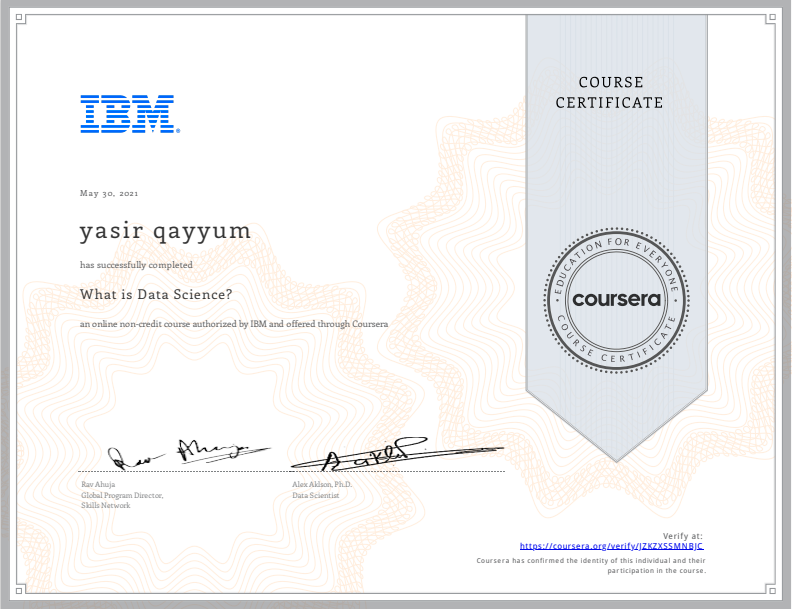 COURSE
CERTIFICATE
IBM®
May 30, 2021
yasir qayyum
has successfully completed
What is Data Science?
an online non-credit course authorized by IBM and offered through Coursera
EDUCATION FOR EVERYONE
coursera
COURSE CERTIFICATE
Rav Ahuja
Global Program Director,
Skills Network
Alex Aklson, Ph.D.
Data Scientist
Verify at:
https://coursera.org/verify/JZKZXSSMNBJC
Coursera has confirmed the identity of this individual and their
participation in the course.